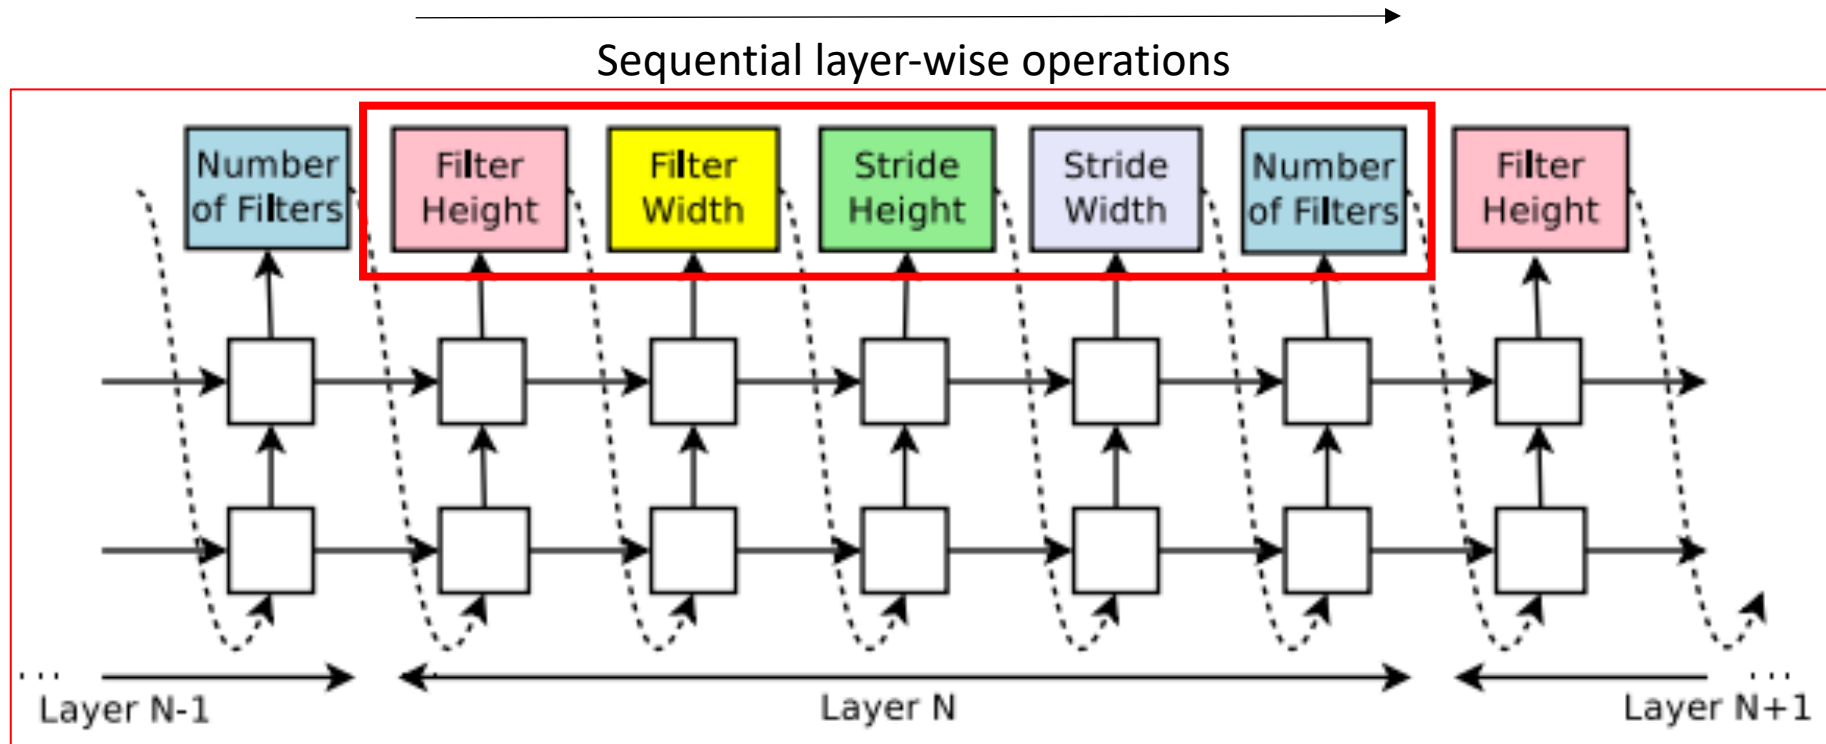 Sequential layer-wise operations
Number
of Filters
Filter
Height
Filter
Width
Stride
Height
Stride
Width
Number
of Filters
Filter
Height
...
Layer N-1
Layer N
...
Layer N+1